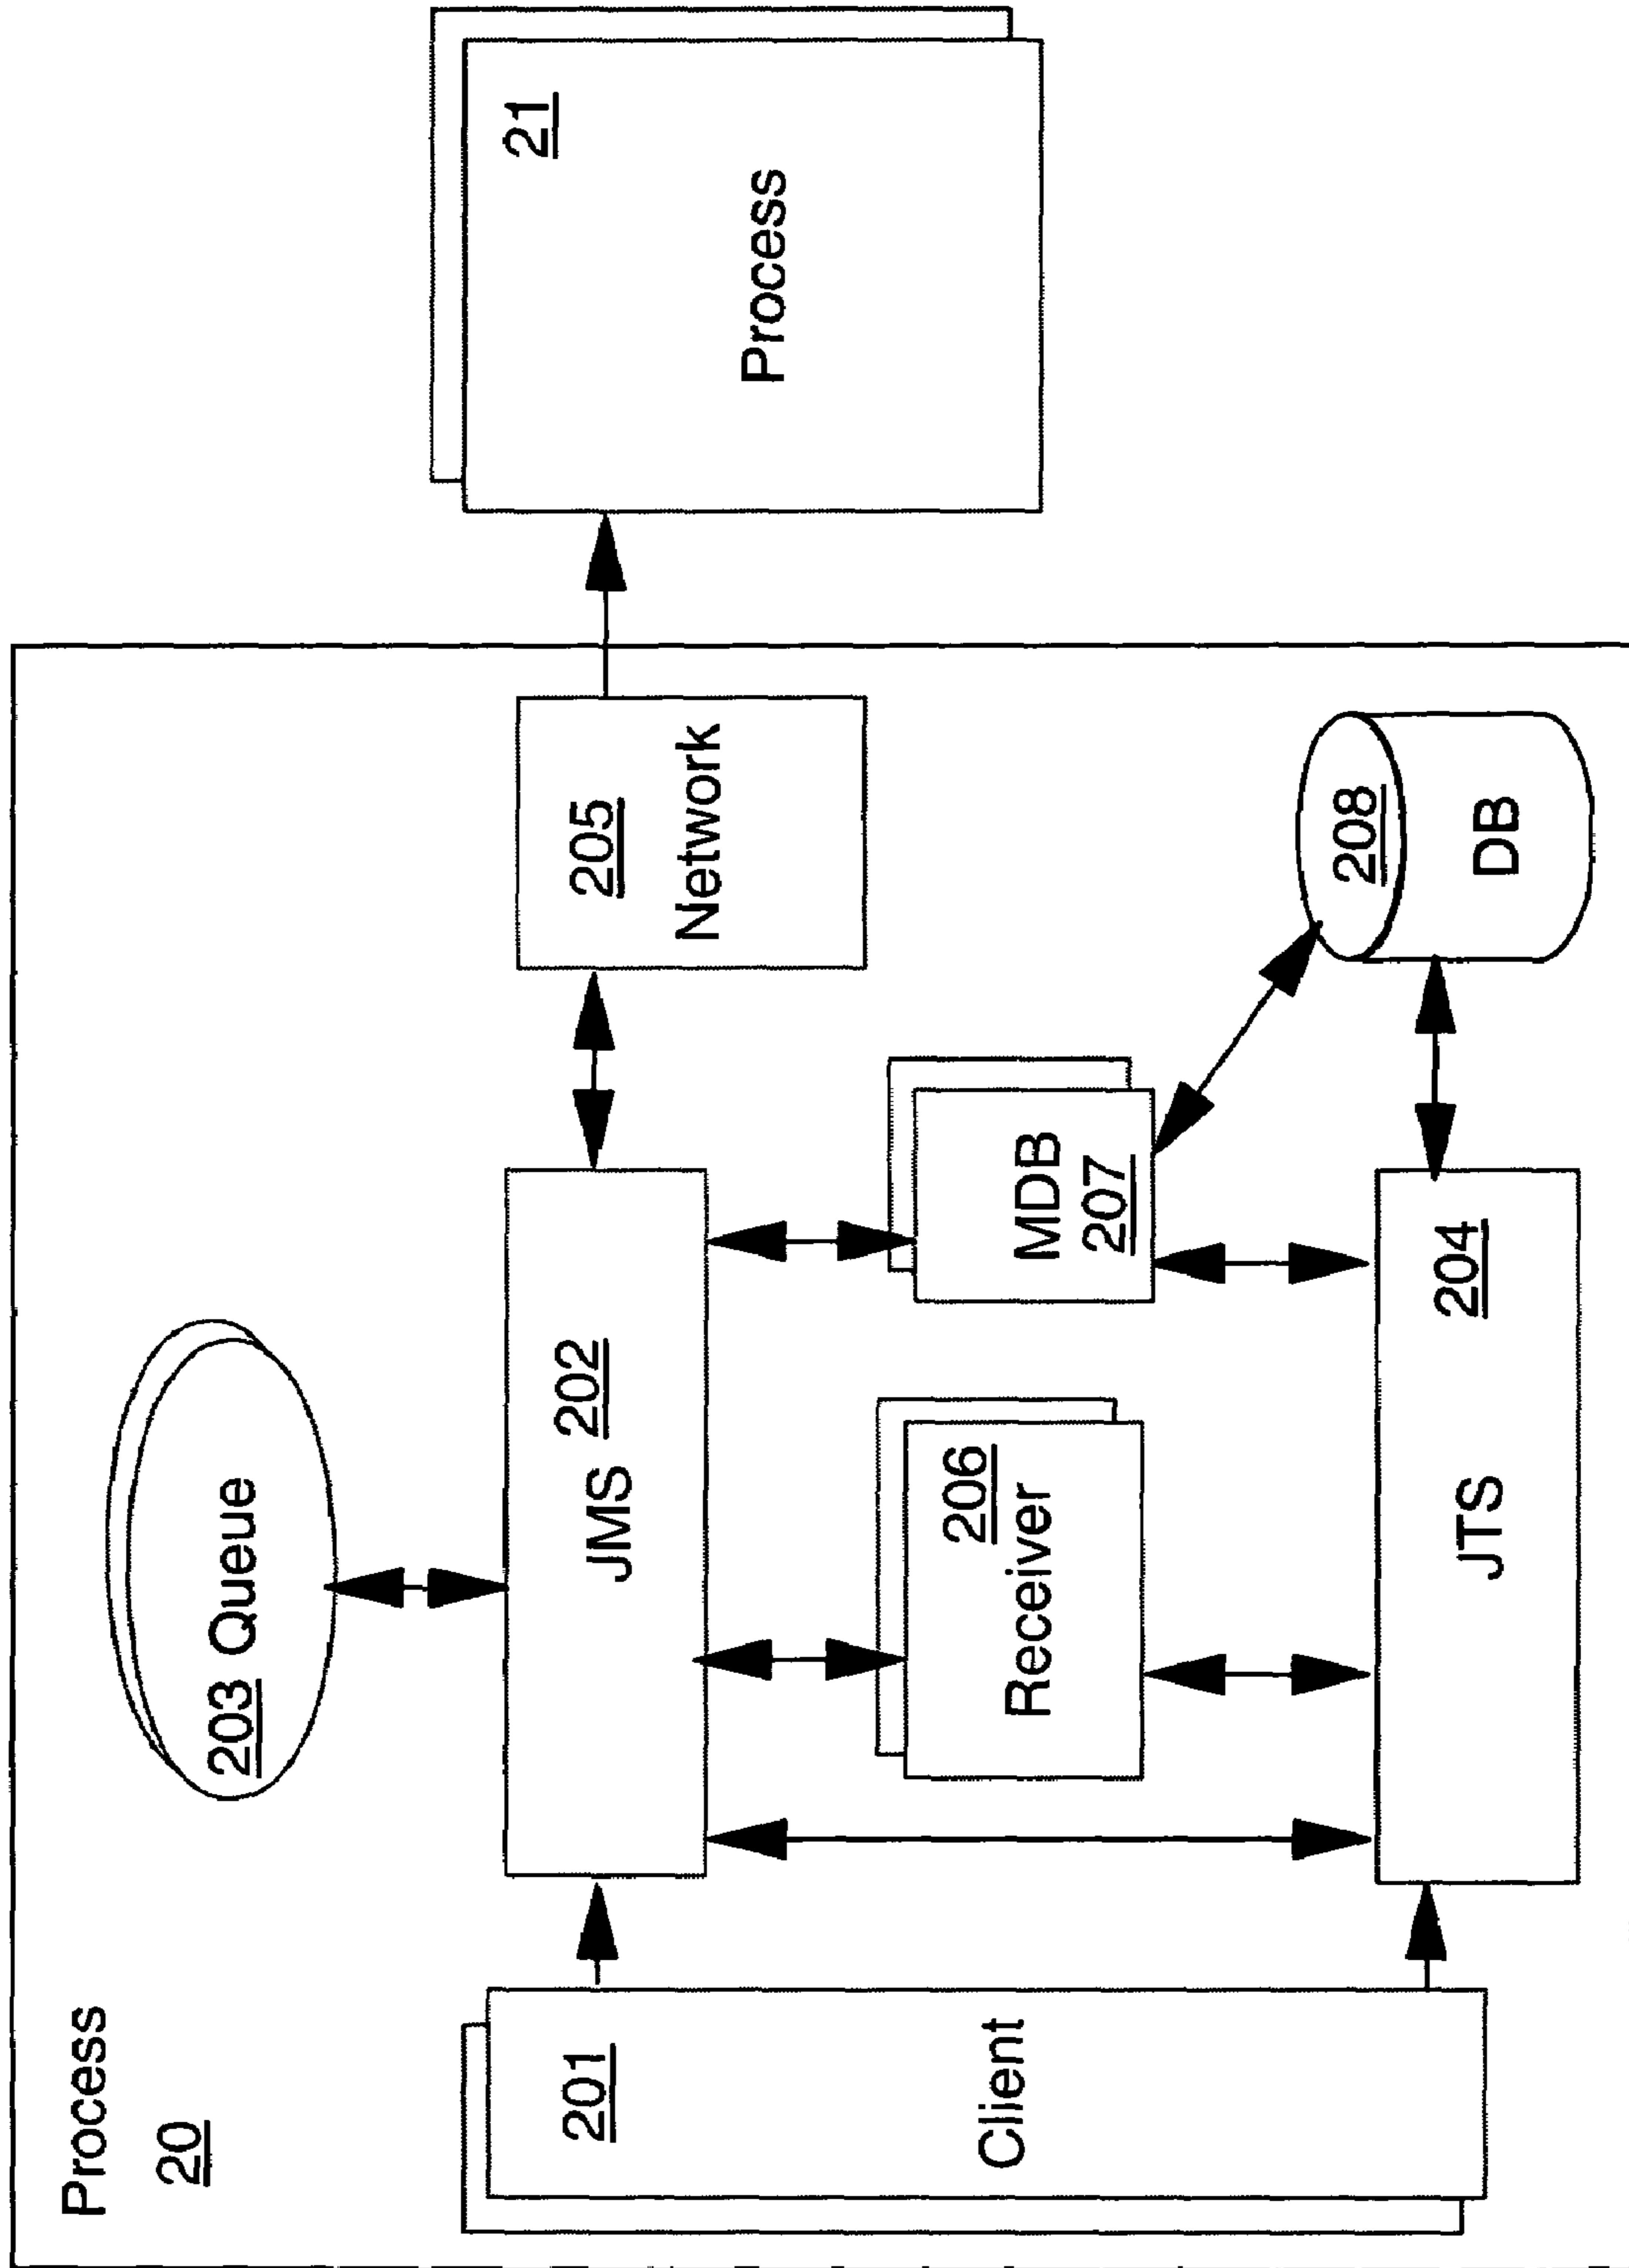 Process
20
203 Queue
201
Client
JMS 202
206
Receiver
MDB
207
JTS 204
205
Network
208
DB
21
Process